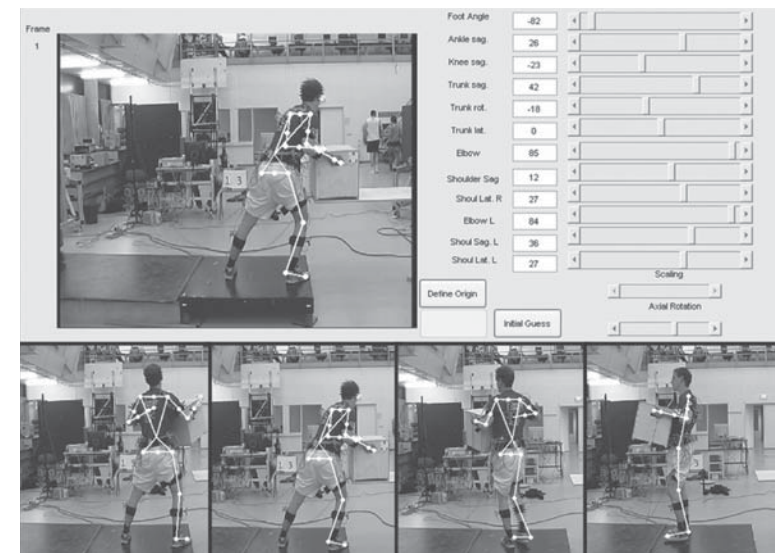 Frame
1
Foot Angle -82
Ankle sag. 26
Knee sag. -23
Trunk sag. 42
Trunk rot. -18
Trunk lat. 0
Elbow 85
Shoulder Sag 12
Shoul Lat. R 27
Elbow L 84
Shoul Sag. L 36
Shoul Lat. L 27
Scaling
Define Origin
Axial Rotation
Initial Guess
1 3